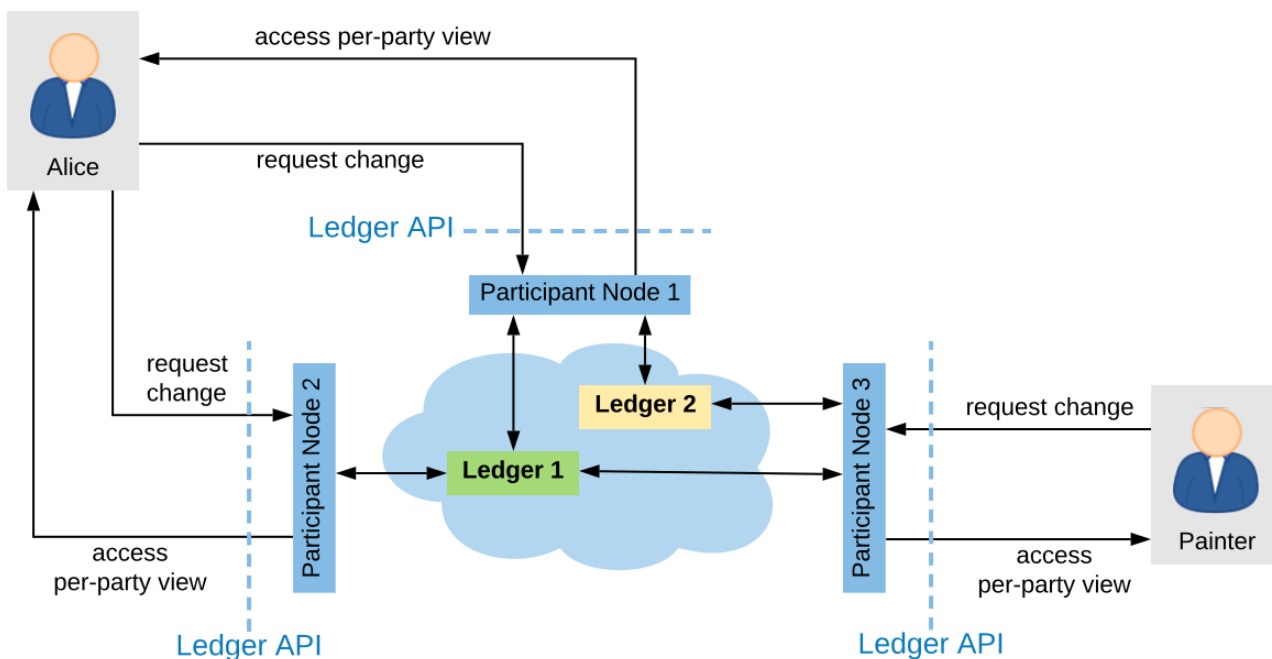 access per-party view
Alice
request change
Ledger API
Participant Node 1
request
change
Participant Node 2
Ledger 2
Participant Node 3
request change
Ledger 1
access
per-party view
Painter
access
per-party view
Ledger API
Ledger API